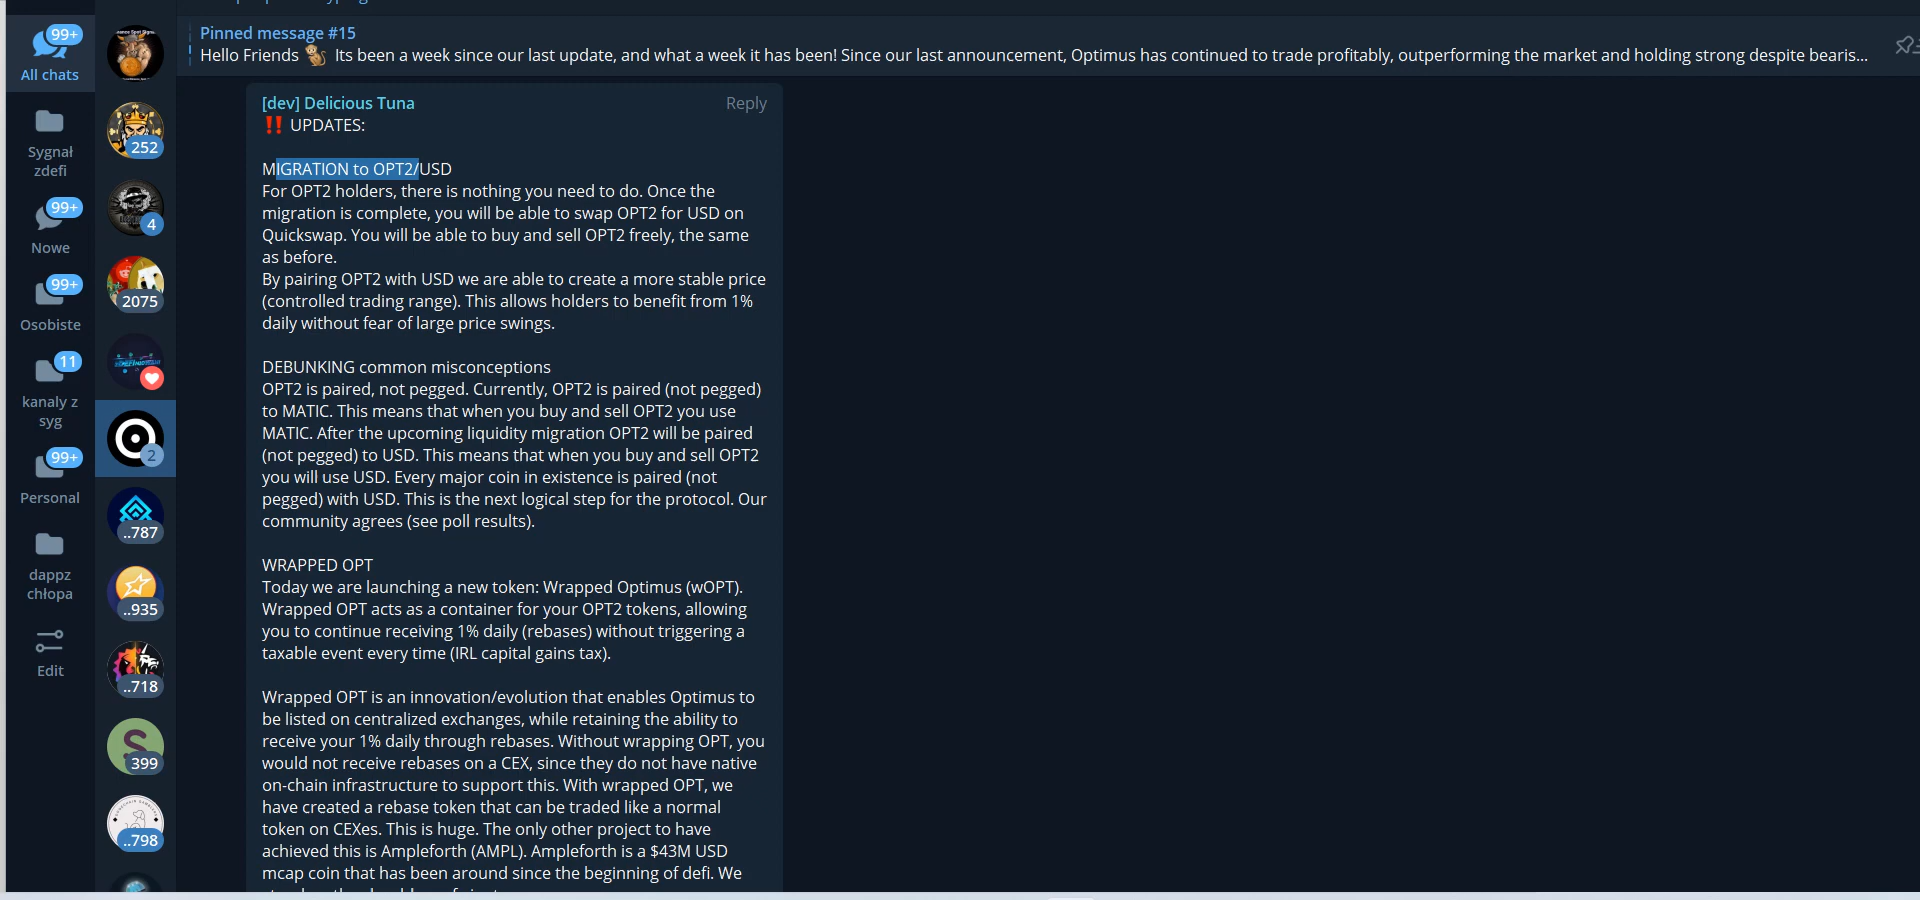 Pinned message #15
Hello Friends 🐒 Its been a week since our last update, and what a week it has been! Since our last announcement, Optimus has continued to trade profitably, outperforming the market and holding strong despite bearis...
99+
All chats
Sygnał
zdefi
99+
Nowe
99+
Osobiste
11
kanaly z
syg
99+
Personal
dappz
chłopa
Edit
252
4
2075
2
..787
..935
..718
S
399
..798
[dev] Delicious Tuna
Reply
‼️ UPDATES:
MIGRATION to OPT2/USD
For OPT2 holders, there is nothing you need to do. Once the
migration is complete, you will be able to swap OPT2 for USD on
Quickswap. You will be able to buy and sell OPT2 freely, the same
as before.
By pairing OPT2 with USD we are able to create a more stable price
(controlled trading range). This allows holders to benefit from 1%
daily without fear of large price swings.
DEBUNKING common misconceptions
OPT2 is paired, not pegged. Currently, OPT2 is paired (not pegged)
to MATIC. This means that when you buy and sell OPT2 you use
MATIC. After the upcoming liquidity migration OPT2 will be paired
(not pegged) to USD. This means that when you buy and sell OPT2
you will use USD. Every major coin in existence is paired (not
pegged) with USD. This is the next logical step for the protocol. Our
community agrees (see poll results).
WRAPPED OPT
Today we are launching a new token: Wrapped Optimus (wOPT).
Wrapped OPT acts as a container for your OPT2 tokens, allowing
you to continue receiving 1% daily (rebases) without triggering a
taxable event every time (IRL capital gains tax).
Wrapped OPT is an innovation/evolution that enables Optimus to
be listed on centralized exchanges, while retaining the ability to
receive your 1% daily through rebases. Without wrapping OPT, you
would not receive rebases on a CEX, since they do not have native
on-chain infrastructure to support this. With wrapped OPT, we
have created a rebase token that can be traded like a normal
token on CEXes. This is huge. The only other project to have
achieved this is Ampleforth (AMPL). Ampleforth is a $43M USD
mcap coin that has been around since the beginning of defi. We